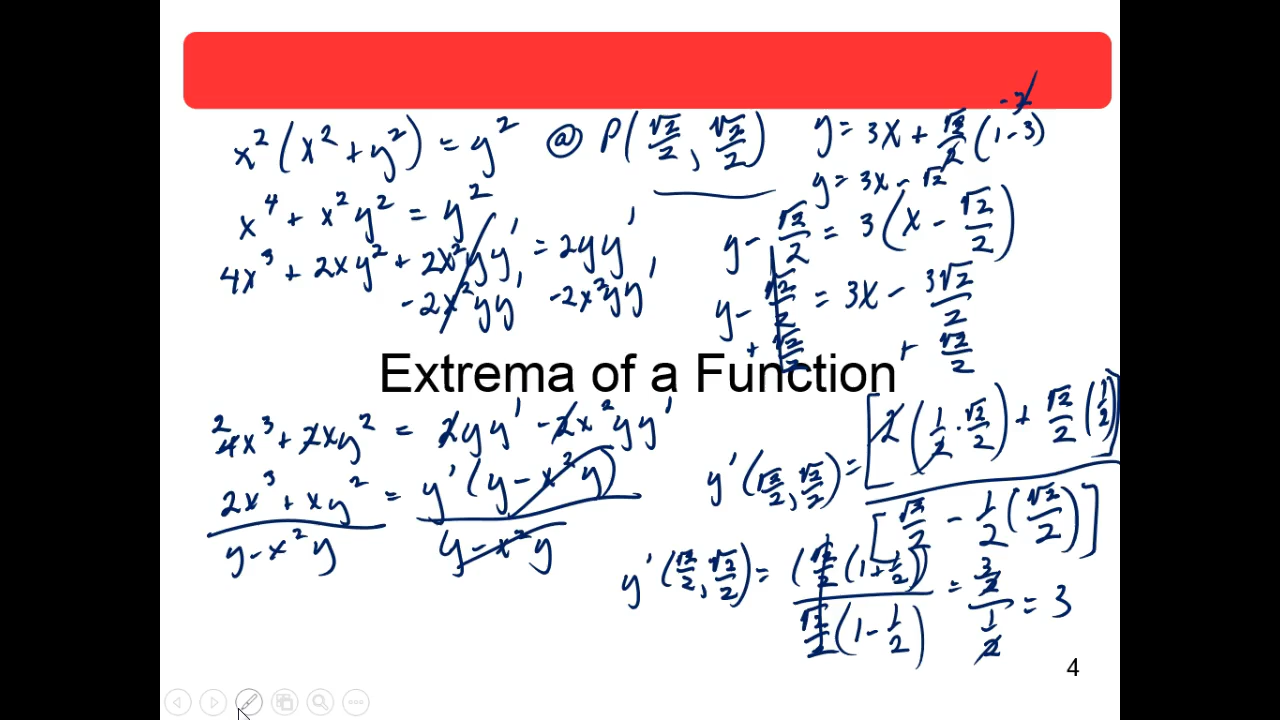 x²(x²+y²) = y² @ P(√2/2, √2/2)
x⁴ + x²y² = y²
4x³ + 2xy² + 2x²yy' = 2yy'
-2x²yy' -2x²yy'
Extrema of a Function
2
4x³ + 2xy² = 2yy' - 2x²yy'
2x³ + xy² = y'(y - x²y)
y - x²y y - x²y
-2
y = 3x + √2/2 (1-3)
y = 3x - √2
y - √2/2 = 3(x - √2/2)
y - √2/2 = 3x - 3√2/2
+ √2/2 + √2/2
y'(√2/2, √2/2) = [2(1/2 · √2/2) + √2/2 (1/2)]
[√2/2 - 1/2(√2/2)]
y'(√2/2, √2/2) = (√2/2 (1+1/2)) / (√2/2 (1 - 1/2)) = 3/2 / 1/2 = 3
4